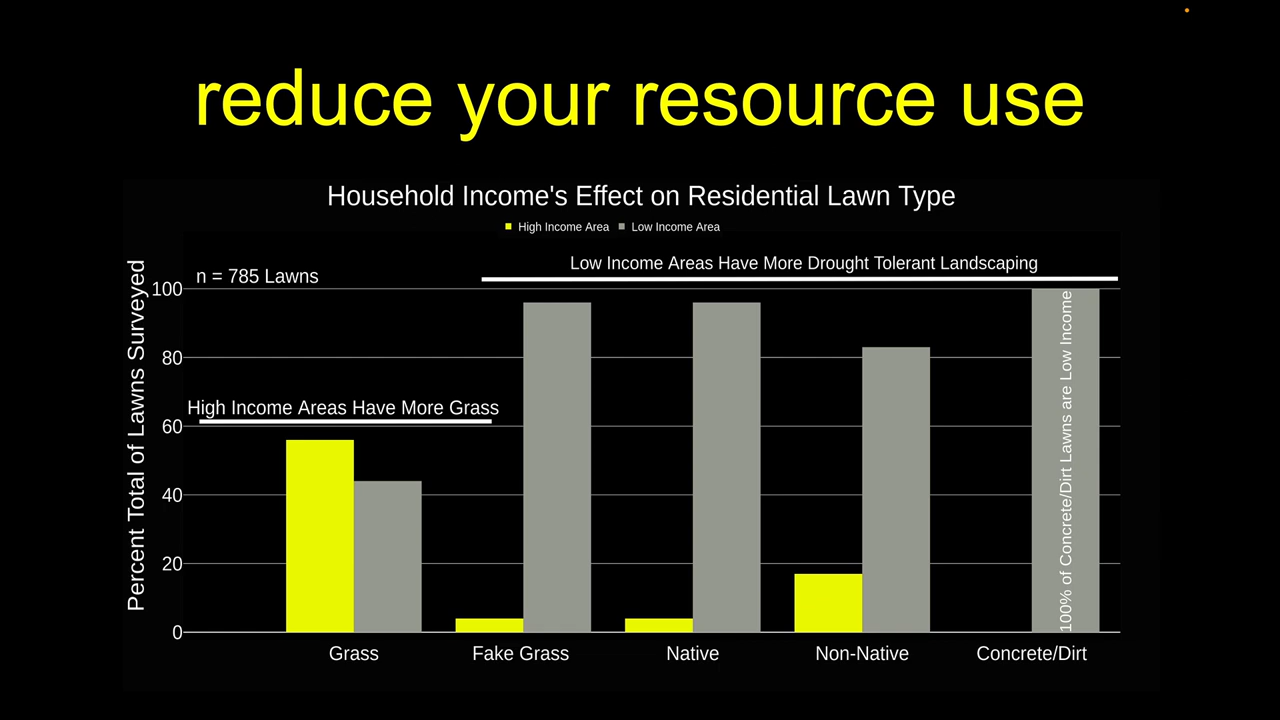 reduce your resource use
Household Income's Effect on Residential Lawn Type
High Income Area Low Income Area
Low Income Areas Have More Drought Tolerant Landscaping
n = 785 Lawns
High Income Areas Have More Grass
Percent Total of Lawns Surveyed
100
80
60
40
20
0
100% of Concrete/Dirt Lawns are Low Income
Grass Fake Grass Native Non-Native Concrete/Dirt